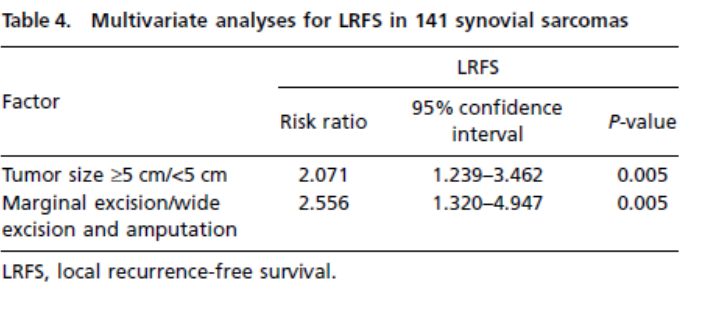 Table 4. Multivariate analyses for LRFS in 141 synovial sarcomas
LRFS
Factor
Risk ratio 95% confidence interval P-value
Tumor size ≥5 cm/<5 cm 2.071 1.239–3.462 0.005
Marginal excision/wide 2.556 1.320–4.947 0.005
excision and amputation
LRFS, local recurrence-free survival.